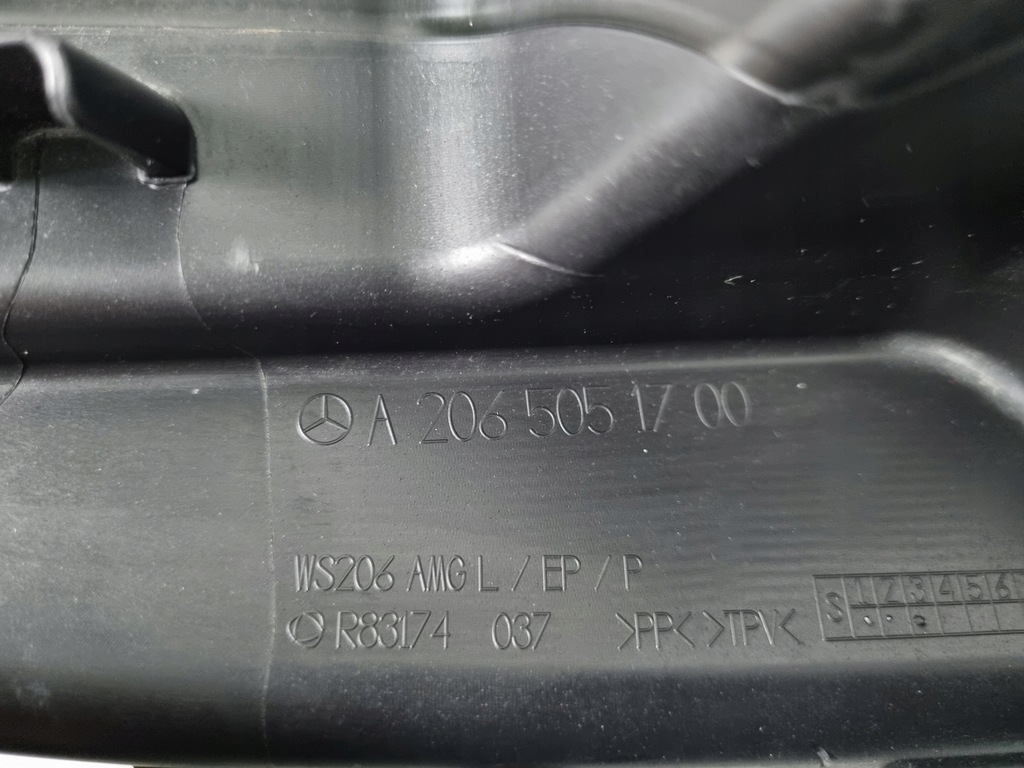 A 206 505 17 00
WS206 AMG L / EP / P
R83174 037 >PP< >TPV<
S 1 2 3 4 5 6